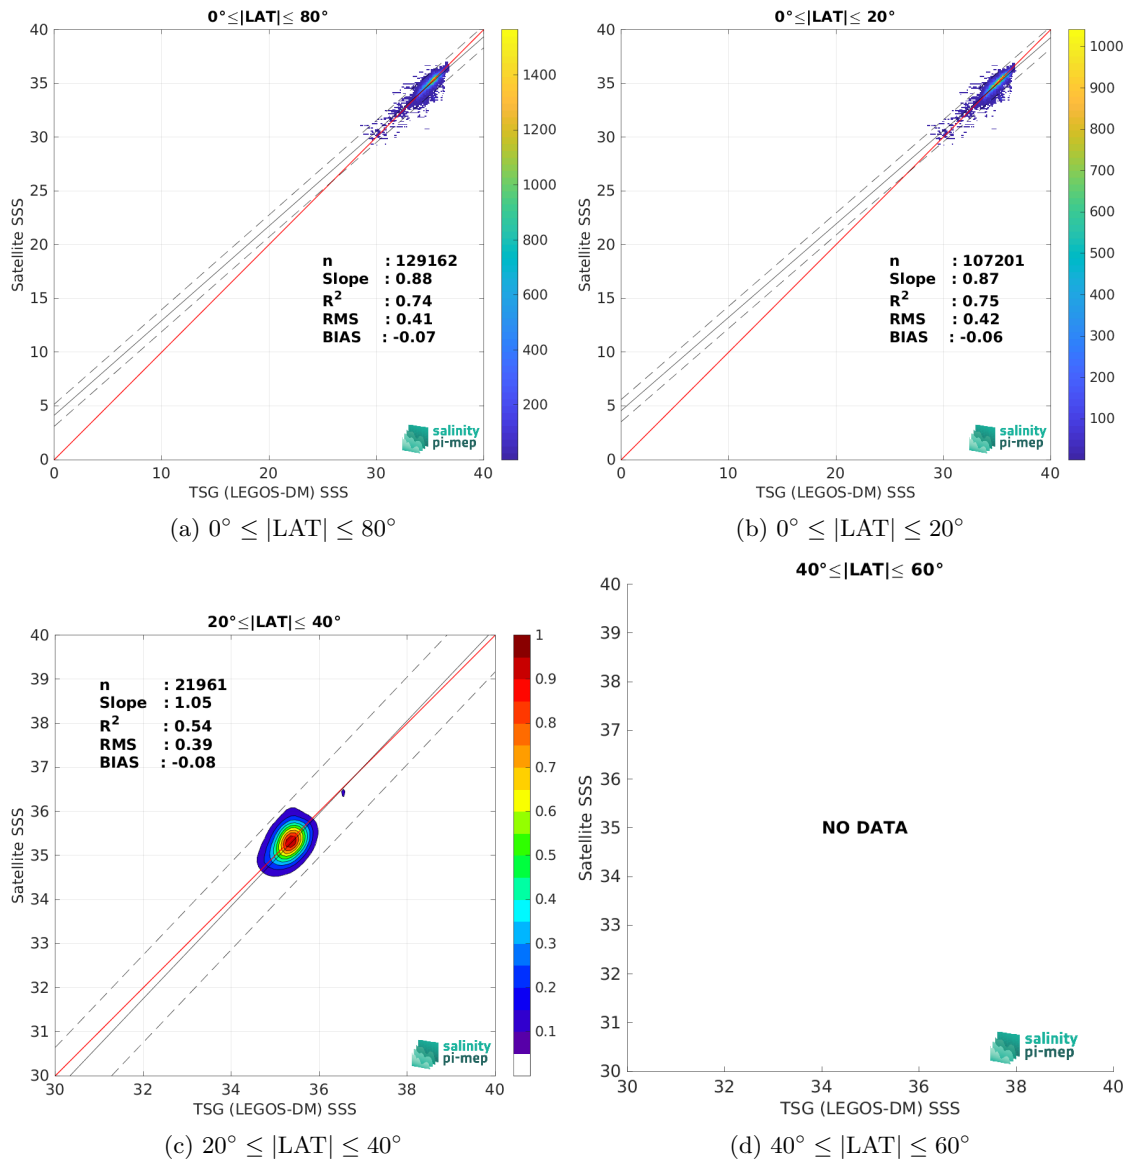 0°≤|LAT|≤ 80°
40
35
30
25
20
15
10
5
0
Satellite SSS
0
10
20
30
40
TSG (LEGOS-DM) SSS
n : 129162
Slope : 0.88
R² : 0.74
RMS : 0.41
BIAS : -0.07
salinity
pi-mep
1400
1200
1000
800
600
400
200
(a) 0° ≤ |LAT| ≤ 80°
0°≤|LAT|≤ 20°
40
35
30
25
20
15
10
5
0
Satellite SSS
0
10
20
30
40
TSG (LEGOS-DM) SSS
n : 107201
Slope : 0.87
R² : 0.75
RMS : 0.42
BIAS : -0.06
salinity
pi-mep
1000
900
800
700
600
500
400
300
200
100
(b) 0° ≤ |LAT| ≤ 20°
20°≤|LAT|≤ 40°
40
39
38
37
36
35
34
33
32
31
30
Satellite SSS
30
32
34
36
38
40
TSG (LEGOS-DM) SSS
n : 21961
Slope : 1.05
R² : 0.54
RMS : 0.39
BIAS : -0.08
salinity
pi-mep
1
0.9
0.8
0.7
0.6
0.5
0.4
0.3
0.2
0.1
(c) 20° ≤ |LAT| ≤ 40°
40°≤|LAT|≤ 60°
40
39
38
37
36
35
34
33
32
31
30
Satellite SSS
NO DATA
salinity
pi-mep
30
32
34
36
38
40
TSG (LEGOS-DM) SSS
(d) 40° ≤ |LAT| ≤ 60°